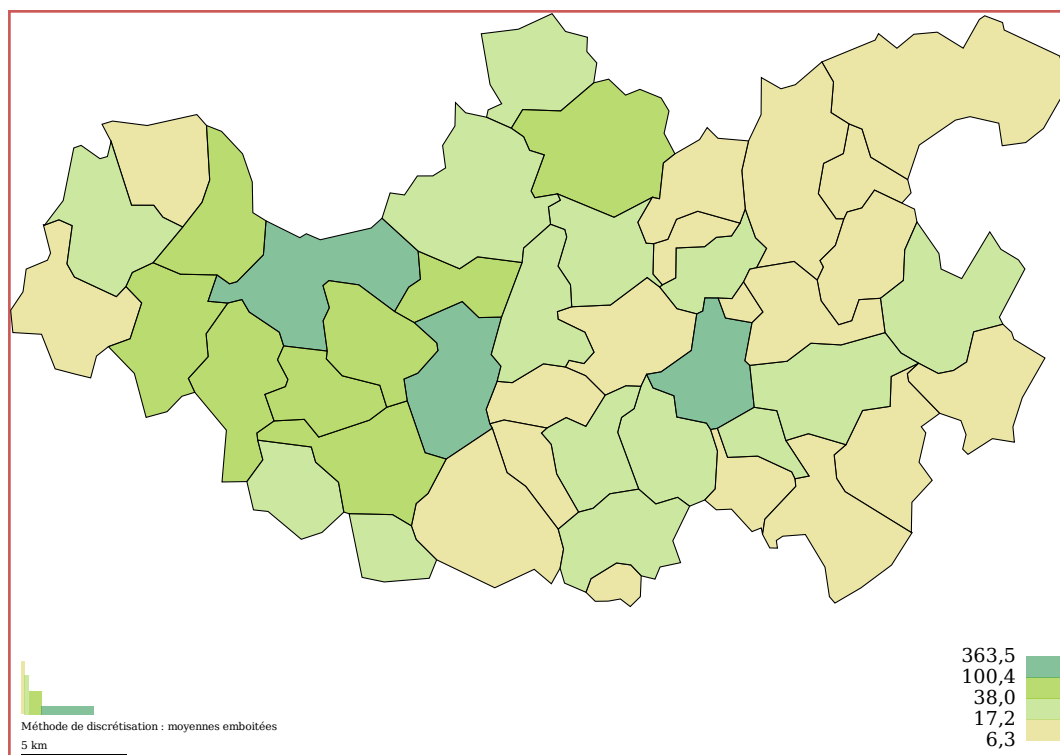 363,5
100,4
38,0
17,2
6,3
Méthode de discrétisation : moyennes emboitées
5 km